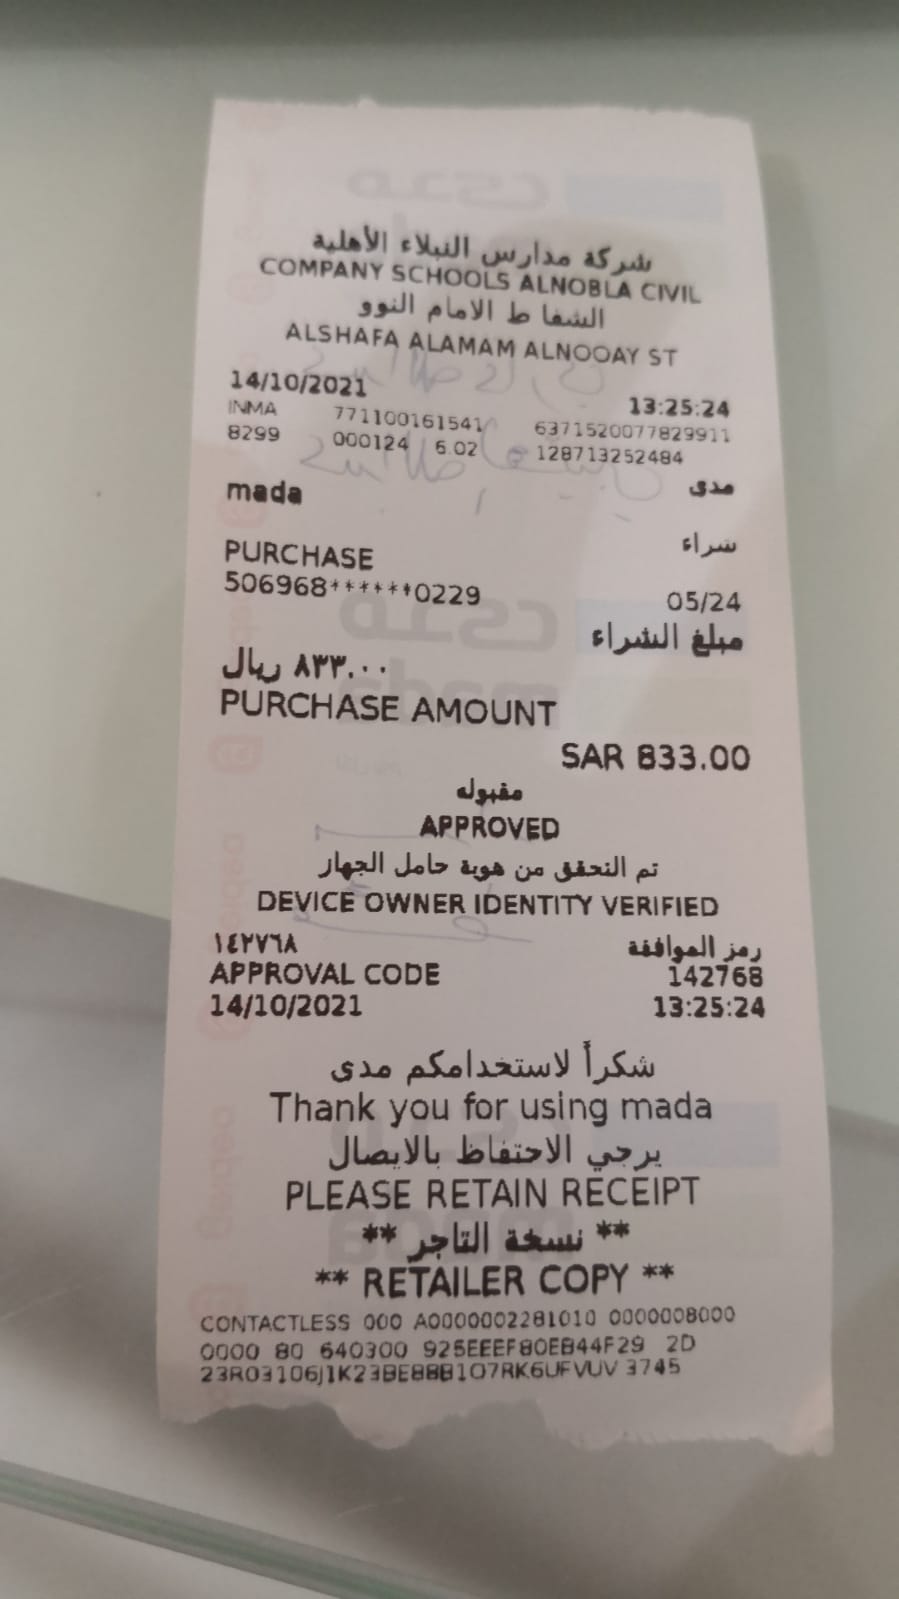 شركة مدارس النبلاء الأهلية
COMPANY SCHOOLS ALNOBLA CIVIL
الشفا ط الامام النوو
ALSHAFA ALAMAM ALNOOAY ST
14/10/2021 13:25:24
INMA 771100161541 6371520077829911
8299 000124 6.02 128713252484
mada مدى
شراء
PURCHASE
506968******0229 05/24
مبلغ الشراء
٨٣٣.٠٠ ريال
PURCHASE AMOUNT
SAR 833.00
مقبوله
APPROVED
تم التحقق من هوية حامل الجهار
DEVICE OWNER IDENTITY VERIFIED
١٤٢٧٦٨ رمز الموافقة
APPROVAL CODE 142768
14/10/2021 13:25:24
شكراً لاستخدامكم مدى
Thank you for using mada
يرجي الاحتفاظ بالايصال
PLEASE RETAIN RECEIPT
** نسخة التاجر **
** RETAILER COPY **
CONTACTLESS 000 A0000002281010 0000008000
0000 80 640300 925EEEF80EB44F29 2D
23R03106J1K23BE88B1O7RK6UFVUV 3745